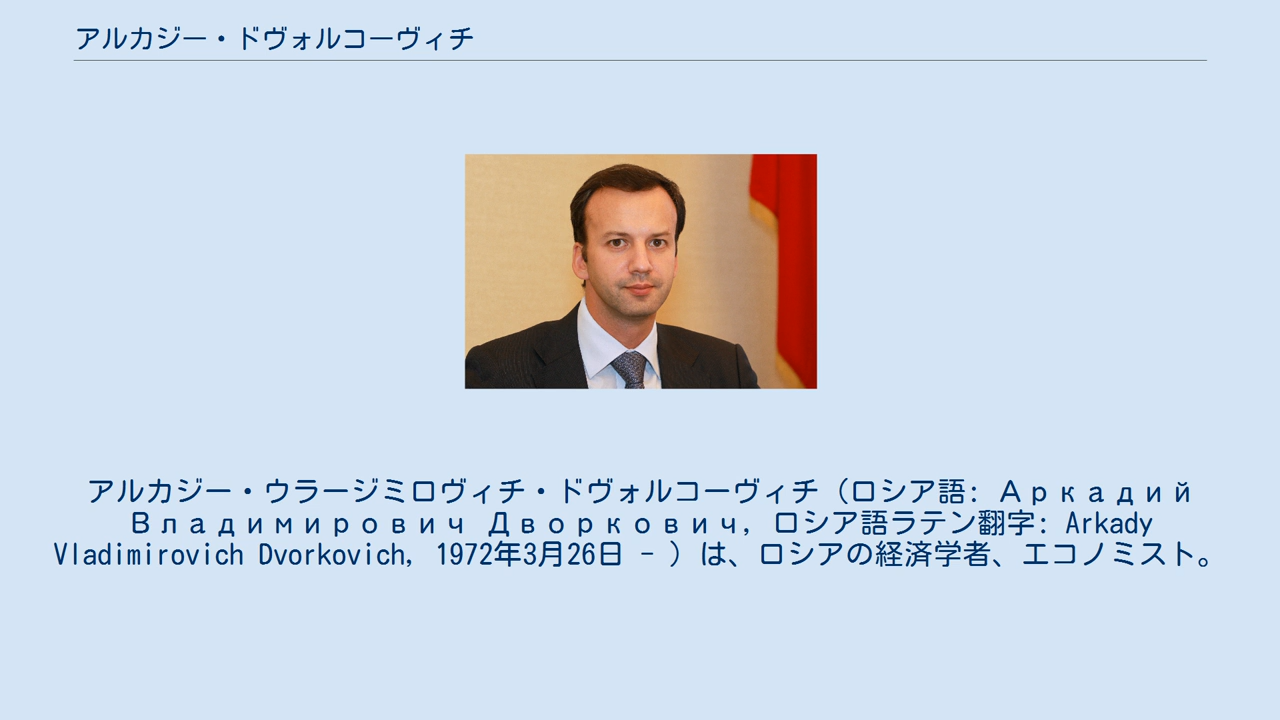 アルカジー・ドヴォルコーヴィチ
アルカジー・ウラージミロヴィチ・ドヴォルコーヴィチ（ロシア語: Аркадий
Владимирович Дворкович, ロシア語ラテン翻字: Arkady
Vladimirovich Dvorkovich, 1972年3月26日 - ）は、ロシアの経済学者、エコノミスト。